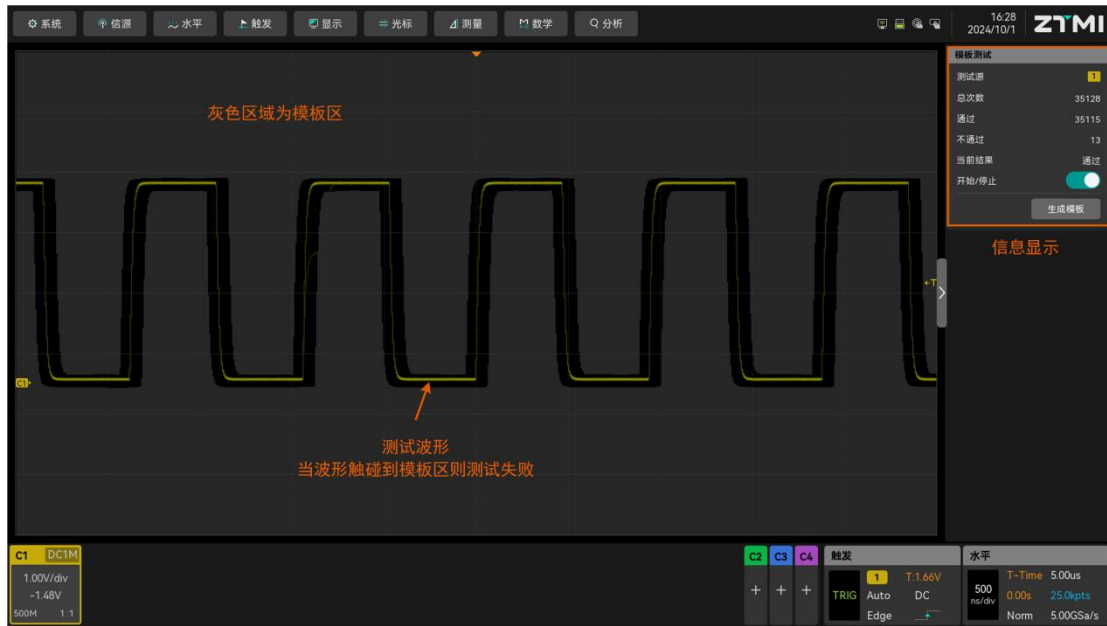 系统
信源
水平
触发
显示
光标
测量
数学
分析
16:28
2024/10/1
ZTMI
模板测试
测试源 1
总次数 35128
通过 35115
不通过 13
当前结果 通过
开始/停止
生成模板
信息显示
灰色区域为模板区
←T
C1
测试波形
当波形触碰到模板区则测试失败
C1 DC1M
1.00V/div
-1.48V
500M 1:1
C2 C3 C4
+ + +
触发
1 T:1.66V
TRIG Auto DC
Edge
水平
500 ns/div
T-Time 5.00us
0.00s 25.0kpts
Norm 5.00GSa/s